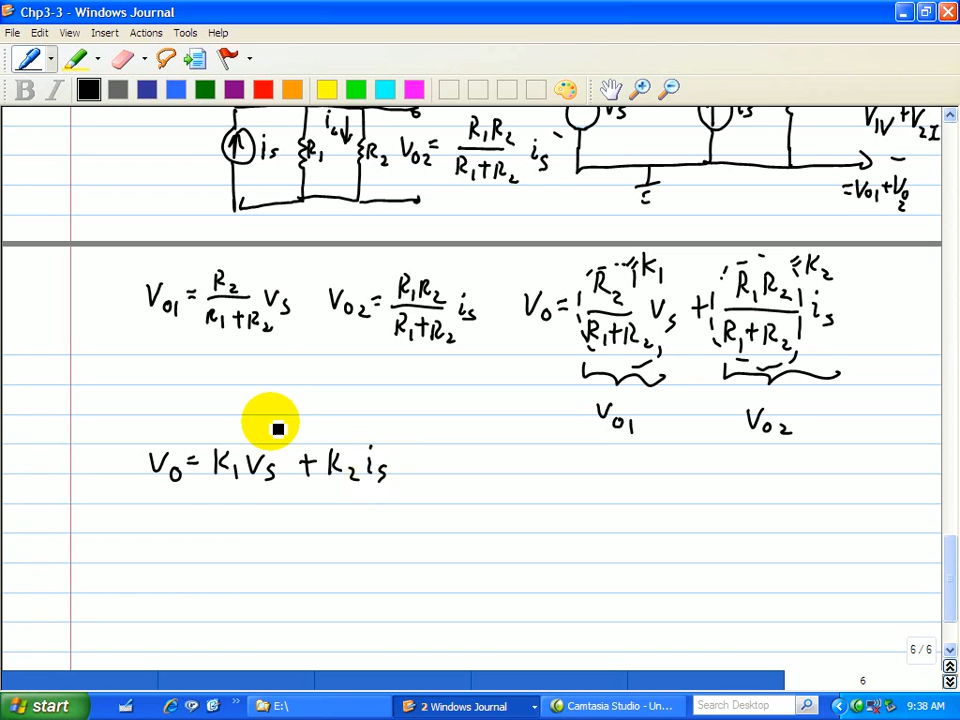 Chp3-3 - Windows Journal
File Edit View Insert Actions Tools Help
B I
is R1 R2 V02 = R1R2 / R1+R2 is
Vs is V1V + V2I
= V01 + V02
V01 = R2 / R1+R2 Vs V02 = R1R2 / R1+R2 is V0 = R2 / R1+R2 Vs + R1R2 / R1+R2 is
K1 K2
V01 V02
V0 = K1Vs + K2is
6 / 6
6
start E:\ 2 Windows Journal Camtasia Studio - Un... Search Desktop 9:38 AM